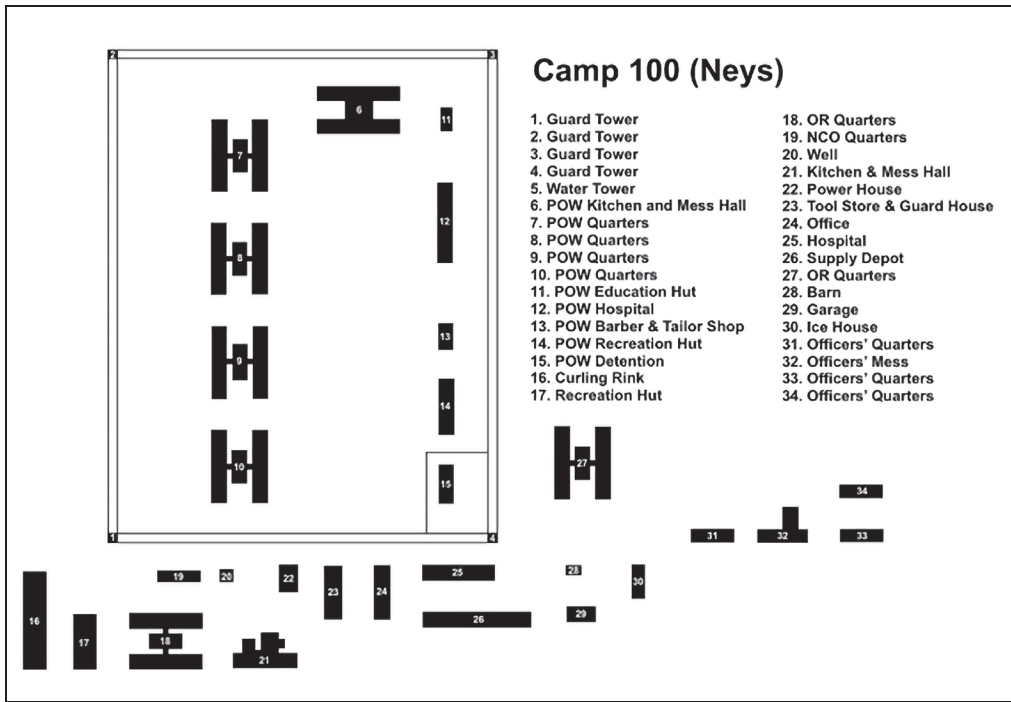 Camp 100 (Neys)
1. Guard Tower
2. Guard Tower
3. Guard Tower
4. Guard Tower
5. Water Tower
6. POW Kitchen and Mess Hall
7. POW Quarters
8. POW Quarters
9. POW Quarters
10. POW Quarters
11. POW Education Hut
12. POW Hospital
13. POW Barber & Tailor Shop
14. POW Recreation Hut
15. POW Detention
16. Curling Rink
17. Recreation Hut
18. OR Quarters
19. NCO Quarters
20. Well
21. Kitchen & Mess Hall
22. Power House
23. Tool Store & Guard House
24. Office
25. Hospital
26. Supply Depot
27. OR Quarters
28. Barn
29. Garage
30. Ice House
31. Officers' Quarters
32. Officers' Mess
33. Officers' Quarters
34. Officers' Quarters
2
3
6
11
7
12
8
13
9
14
10
15
1
4
27
34
31
32
33
19
20
22
23
24
25
28
30
16
17
18
21
26
29